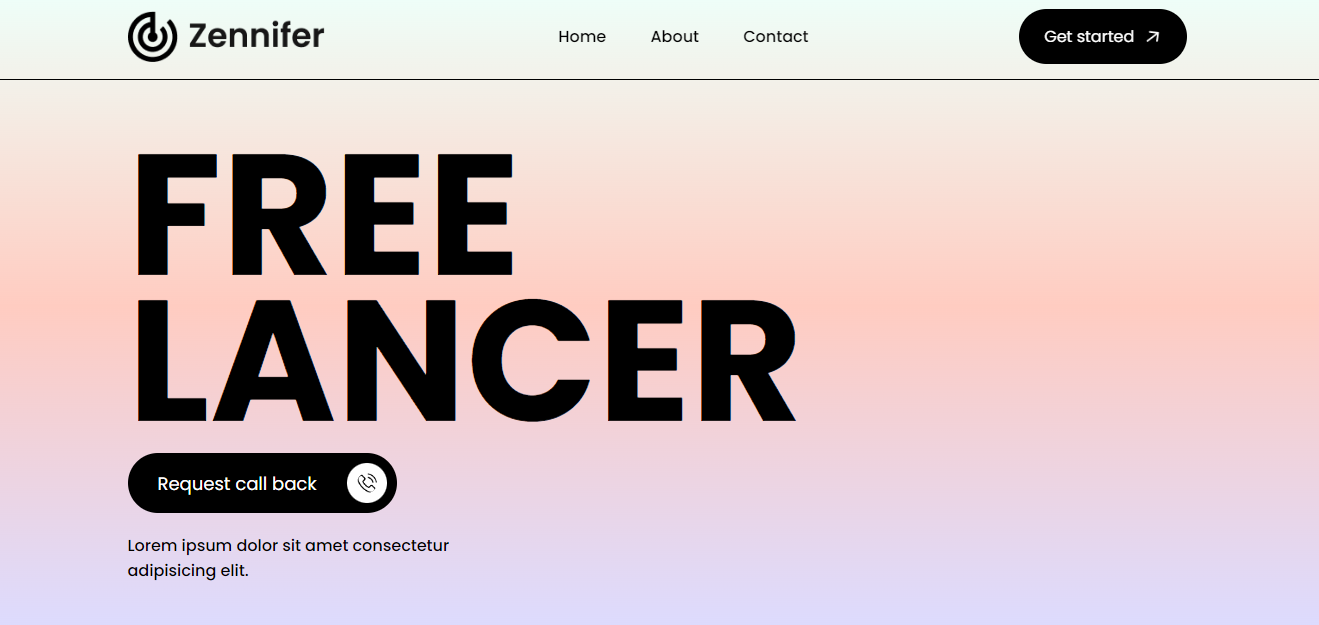 Zennifer
Home
About
Contact
Get started
FREE
LANCER
Request call back
Lorem ipsum dolor sit amet consectetur
adipisicing elit.